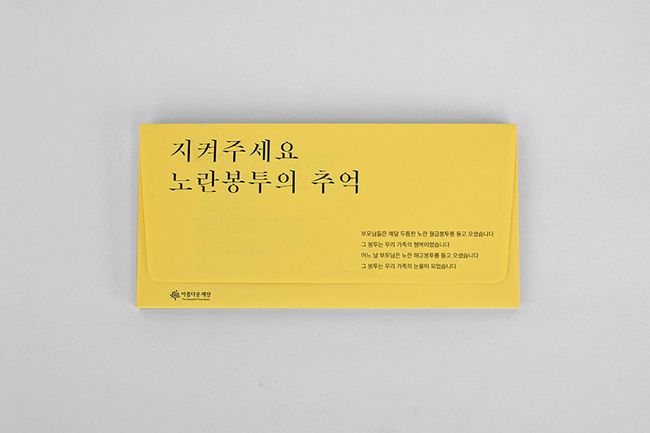 지켜주세요
노란봉투의 추억
부모님들은 매달 두툼한 노란 월급봉투를 들고 오셨습니다
그 봉투는 우리 가족의 행복이었습니다
어느 날 부모님은 노란 해고봉투를 들고 오셨습니다
그 봉투는 우리 가족의 눈물이 되었습니다
아름다운재단
The Beautiful Foundation